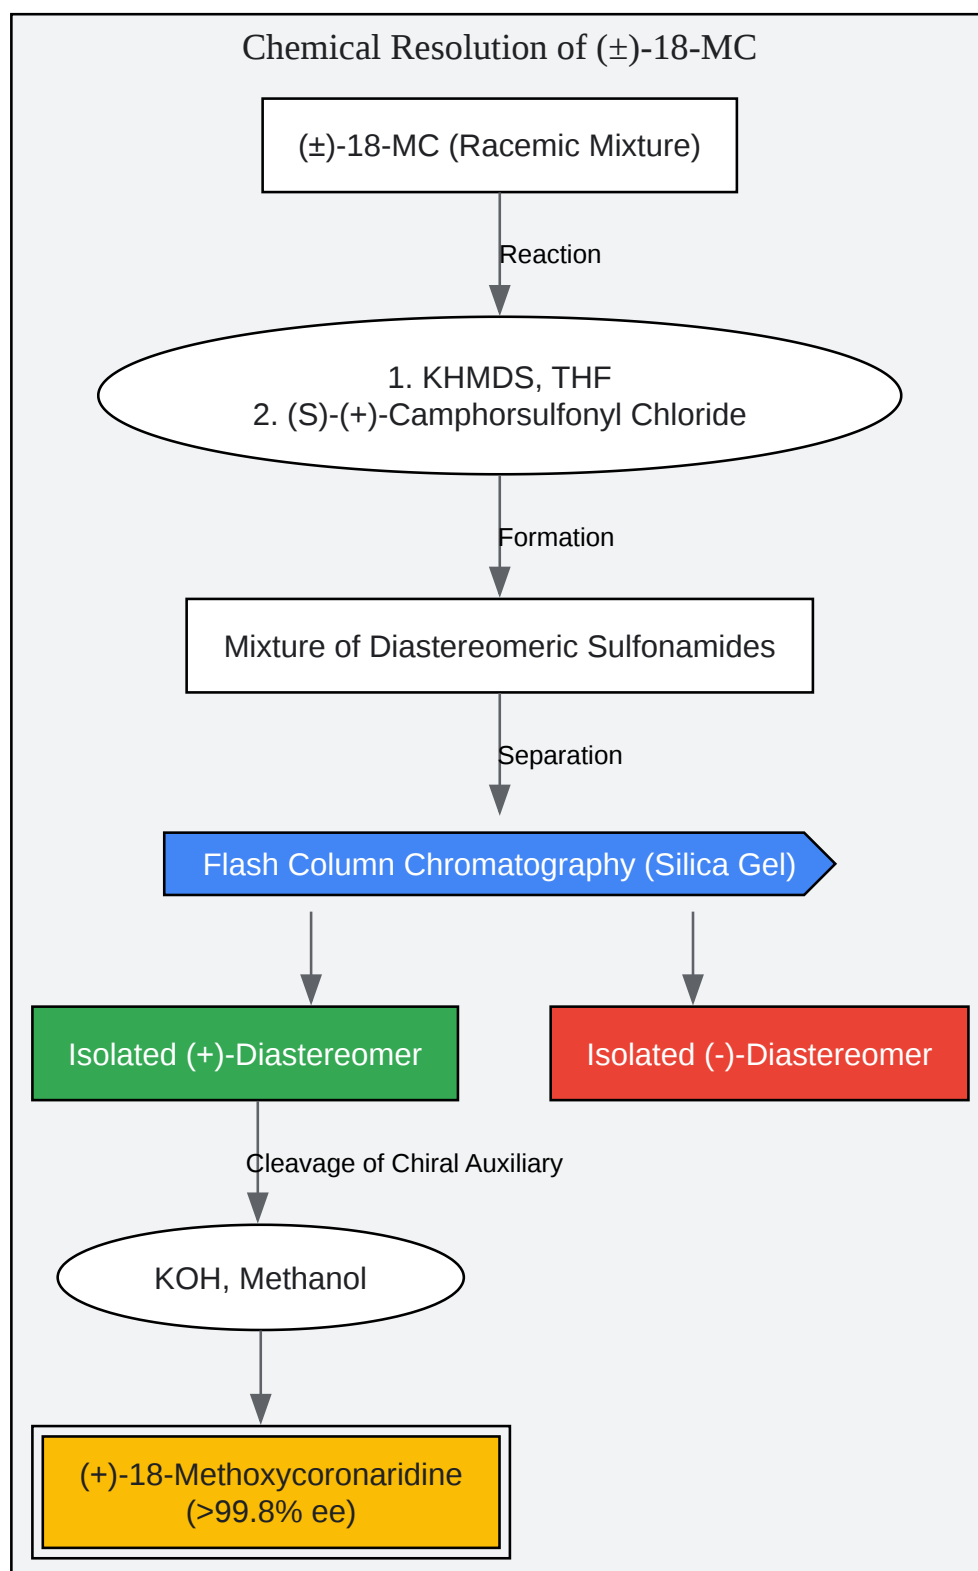 Chemical Resolution of (±)-18-MC
(±)-18-MC (Racemic Mixture)
Reaction
1. KHMDS, THF
2. (S)-(+)-Camphorsulfonyl Chloride
Formation
Mixture of Diastereomeric Sulfonamides
Separation
Flash Column Chromatography (Silica Gel)
Isolated (+)-Diastereomer
Isolated (-)-Diastereomer
Cleavage of Chiral Auxiliary
KOH, Methanol
(+)-18-Methoxycoronaridine
(>99.8% ee)